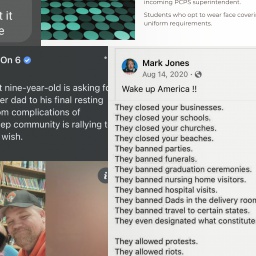 t it
e
incoming PCPS superintendent.
Students who opt to wear face coveri
uniform requirements.
On 6
t nine-year-old is asking fo
er dad to his final resting
om complications of
ep community is rallying t
wish.
Mark Jones
Aug 14, 2020 ·
Wake up America !!
They closed your businesses.
They closed your schools.
They closed your churches.
They closed your beaches.
They banned parties.
They banned funerals.
They banned graduation ceremonies.
They banned nursing home visitors.
They banned hospital visits.
They banned Dads in the delivery room
They banned travel to certain states.
They even designated what constitute
They allowed protests.
They allowed riots.